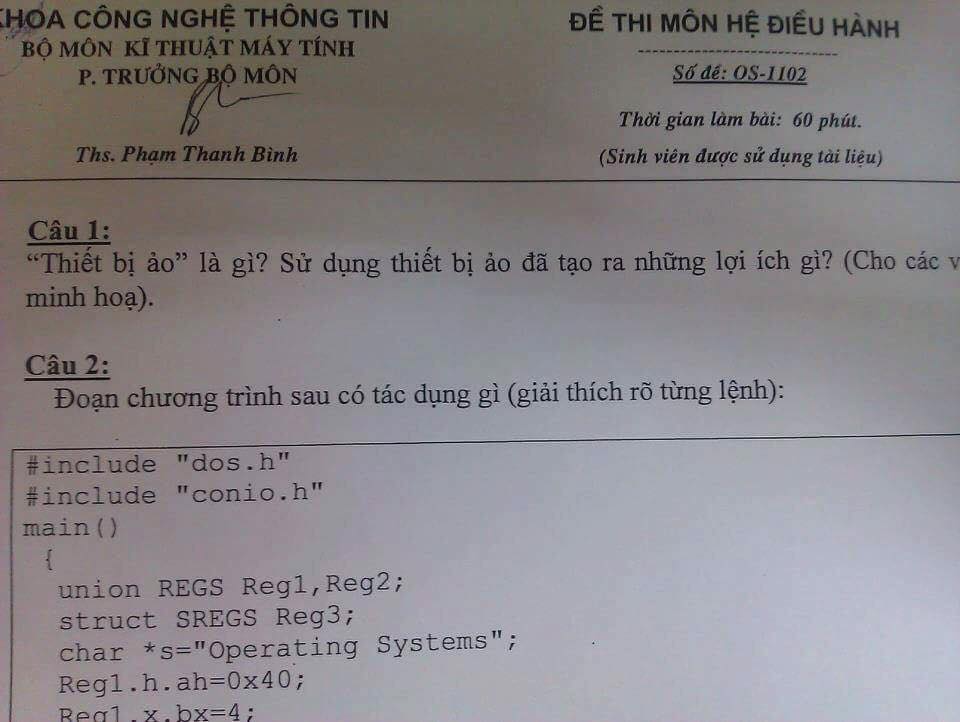 KHOA CÔNG NGHỆ THÔNG TIN
BỘ MÔN KĨ THUẬT MÁY TÍNH
P. TRƯỞNG BỘ MÔN
Ths. Phạm Thanh Bình
ĐỀ THI MÔN HỆ ĐIỀU HÀNH
Số đề: OS-1102
Thời gian làm bài: 60 phút.
(Sinh viên được sử dụng tài liệu)
Câu 1:
“Thiết bị ảo” là gì? Sử dụng thiết bị ảo đã tạo ra những lợi ích gì? (Cho các
minh hoạ).
Câu 2:
Đoạn chương trình sau có tác dụng gì (giải thích rõ từng lệnh):
#include "dos.h"
#include "conio.h"
main()
{
union REGS Reg1,Reg2;
struct SREGS Reg3;
char *s="Operating Systems";
Reg1.h.ah=0x40;
Reg1.x.bx=4;